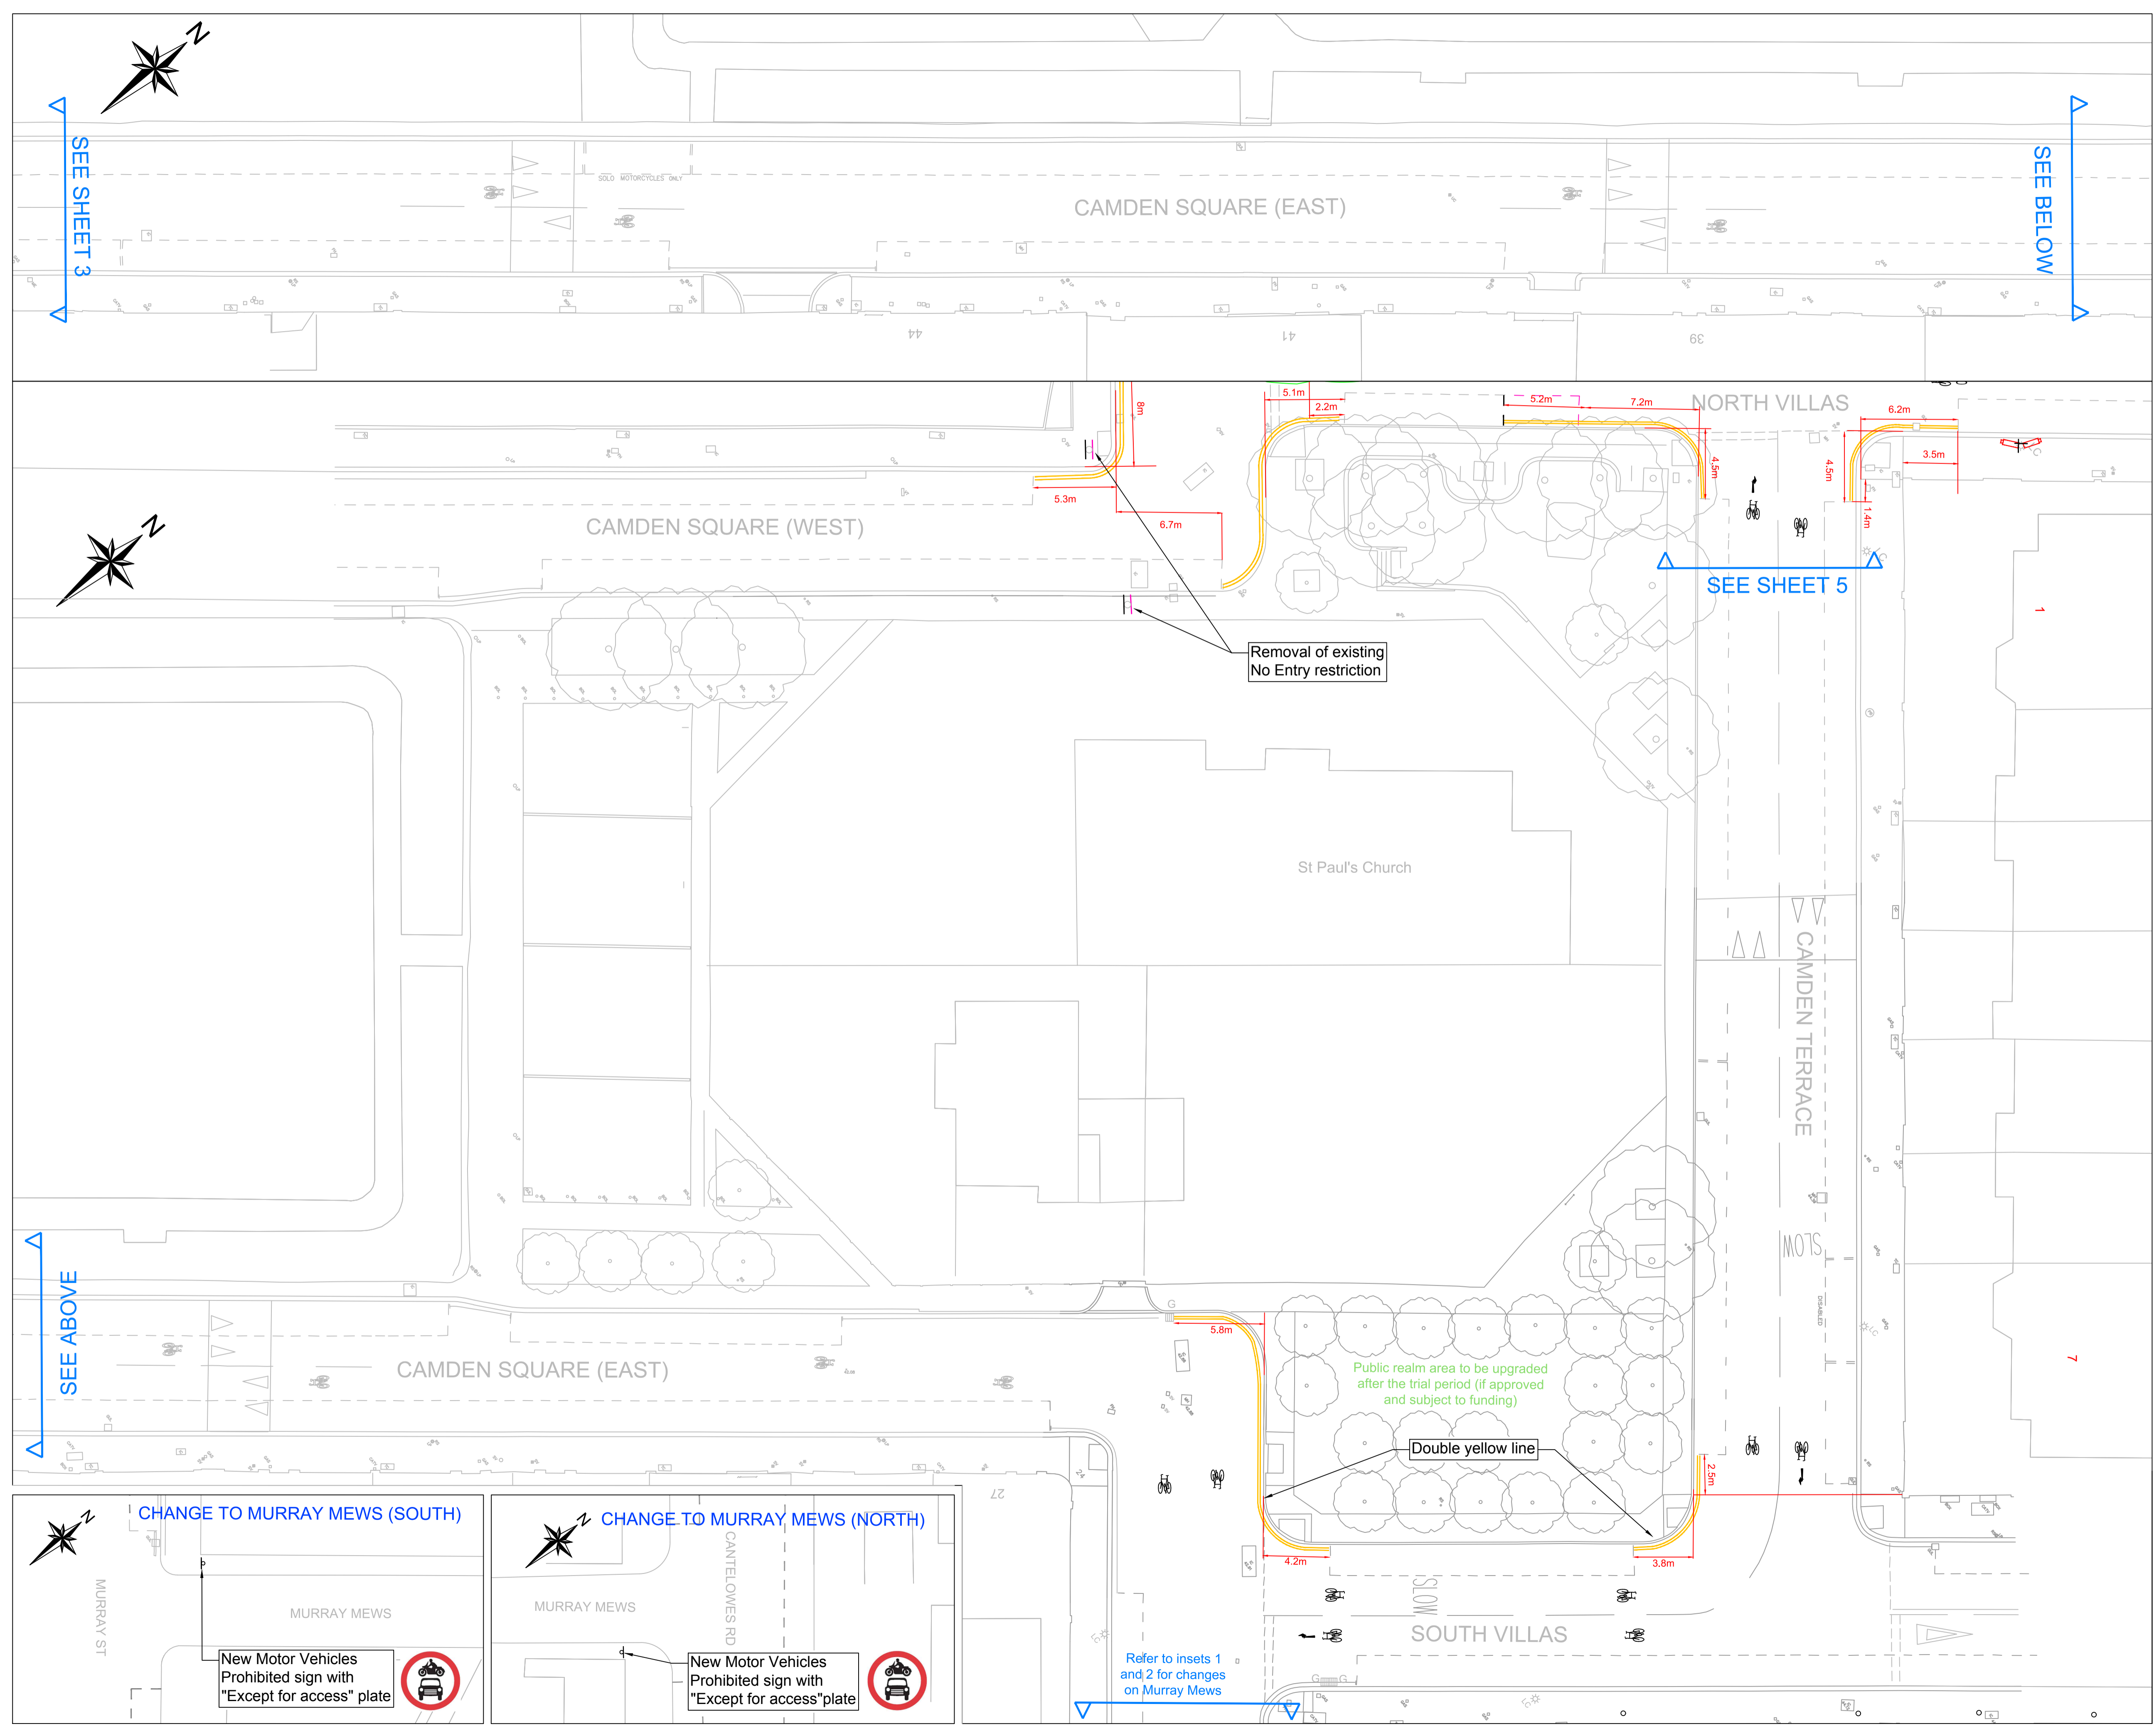 N
SEE SHEET 3
SOLO MOTORCYCLES ONLY
CAMDEN SQUARE (EAST)
SEE BELOW
44
41
39
N
8m
5.3m
6.7m
5.1m
2.2m
5.2m
7.2m
NORTH VILLAS
6.2m
4.5m
4.5m
3.5m
1.4m
CAMDEN SQUARE (WEST)
SEE SHEET 5
Removal of existing
No Entry restriction
1
St Paul's Church
CAMDEN TERRACE
SLOW
DISABLED
7
SEE ABOVE
CAMDEN SQUARE (EAST)
G
5.8m
Public realm area to be upgraded
after the trial period (if approved
and subject to funding)
Double yellow line
2.5m
24
27
4.2m
3.8m
SLOW
SOUTH VILLAS
Refer to insets 1
and 2 for changes
on Murray Mews
G
G
CHANGE TO MURRAY MEWS (SOUTH)
N
MURRAY ST
MURRAY MEWS
New Motor Vehicles
Prohibited sign with
"Except for access" plate
CHANGE TO MURRAY MEWS (NORTH)
N
CANTELOWES RD
MURRAY MEWS
New Motor Vehicles
Prohibited sign with
"Except for access"plate